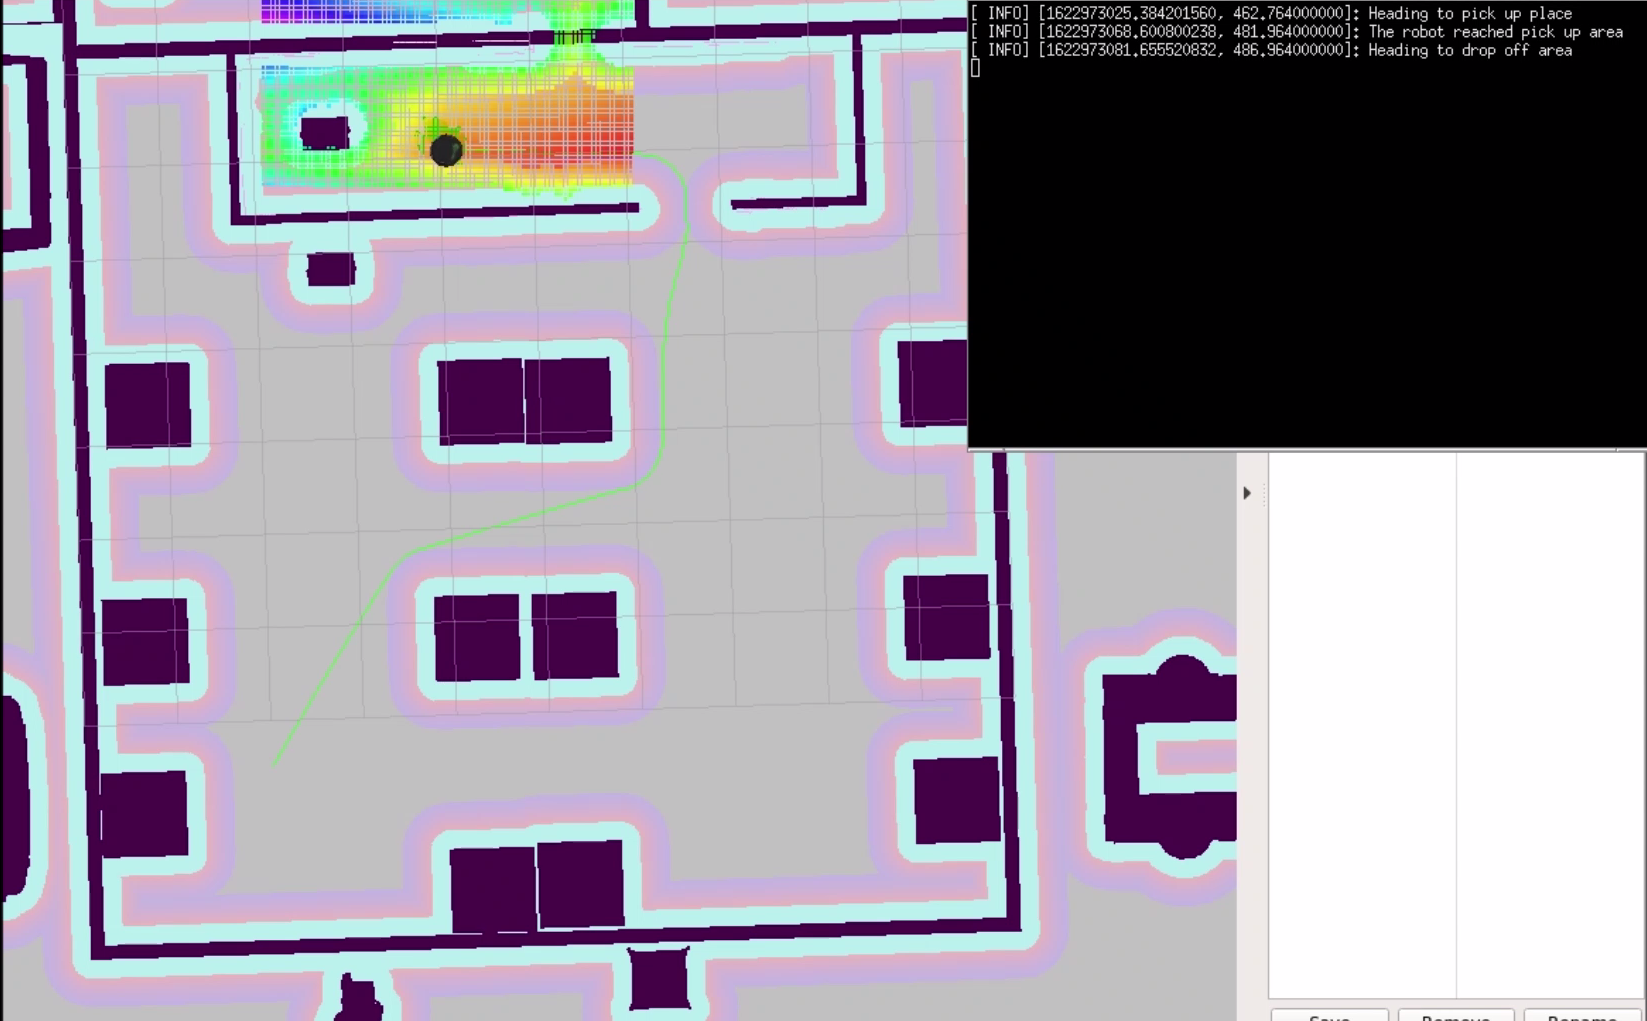 [ INFO] [1622973025.384201560, 462.764000000]: Heading to pick up place
[ INFO] [1622973068.600800238, 481.964000000]: The robot reached pick up area
[ INFO] [1622973081.655520832, 486.964000000]: Heading to drop off area
Save Remove Rename